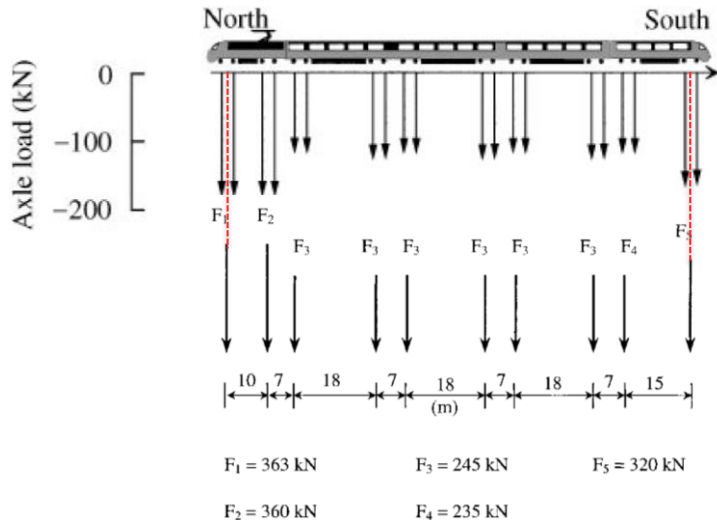 North South
Axle load (kN)
0
−100
−200
F₁ F₂ F₅
F₃ F₃ F₃ F₃ F₃ F₃ F₄
10 7 18 7 18 7 18 7 15
(m)
F₁ = 363 kN F₃ = 245 kN F₅ = 320 kN
F₂ = 360 kN F₄ = 235 kN